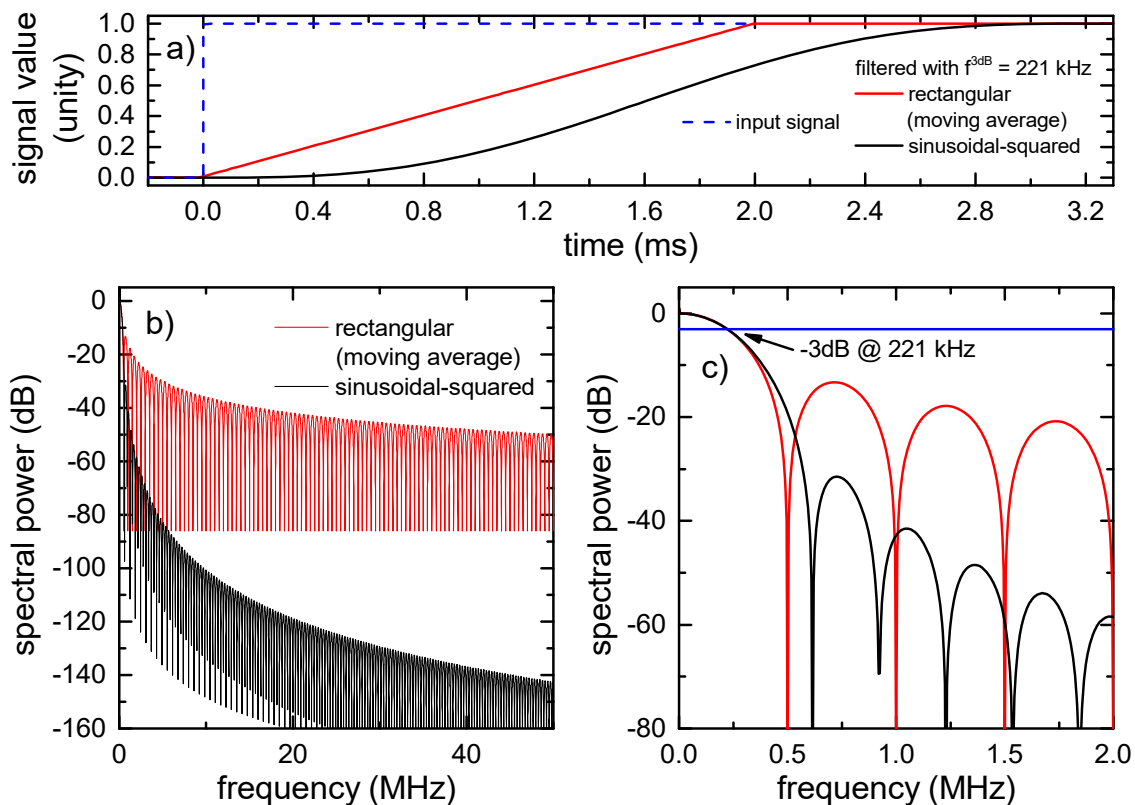 a)
signal value
(unity)
1.0
0.8
0.6
0.4
0.2
0.0
input signal
filtered with f3dB = 221 kHz
rectangular
(moving average)
sinusoidal-squared
0.0 0.4 0.8 1.2 1.6 2.0 2.4 2.8 3.2
time (ms)
b)
spectral power (dB)
0
-20
-40
-60
-80
-100
-120
-140
-160
rectangular
(moving average)
sinusoidal-squared
0 20 40
frequency (MHz)
c)
spectral power (dB)
0
-20
-40
-60
-80
-3dB @ 221 kHz
0.0 0.5 1.0 1.5 2.0
frequency (MHz)